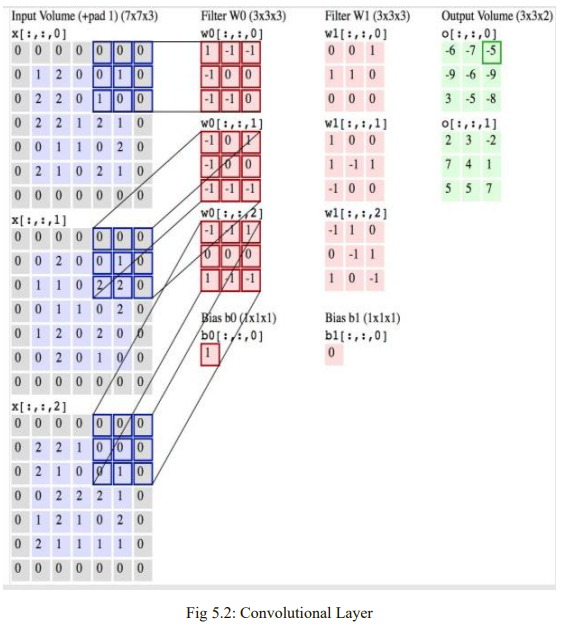 Input Volume (+pad 1) (7x7x3)
x[:,:,0]
0 0 0 0 0 0 0
0 1 2 0 0 1 0
0 2 2 0 1 0 0
0 2 2 1 2 1 0
0 0 1 1 0 2 0
0 2 1 0 2 1 0
0 0 0 0 0 0 0
x[:,:,1]
0 0 0 0 0 0 0
0 0 2 0 0 1 0
0 1 1 0 2 2 0
0 0 1 1 0 2 0
0 1 2 0 2 0 0
0 0 2 0 1 0 0
0 0 0 0 0 0 0
x[:,:,2]
0 0 0 0 0 0 0
0 2 2 1 0 0 0
0 2 1 0 0 1 0
0 0 2 2 2 1 0
0 1 2 1 0 2 0
0 2 1 1 1 1 0
0 0 0 0 0 0 0
Filter W0 (3x3x3)
w0[:,:,0]
1 -1 -1
-1 0 0
-1 -1 0
w0[:,:,1]
-1 0 1
-1 0 0
-1 -1 -1
w0[:,:,2]
-1 -1 1
0 0 0
1 -1 -1
Bias b0 (1x1x1)
b0[:,:,0]
1
Filter W1 (3x3x3)
w1[:,:,0]
0 0 1
1 1 0
0 0 0
w1[:,:,1]
1 0 0
1 -1 1
-1 0 0
w1[:,:,2]
-1 1 0
0 -1 1
1 0 -1
Bias b1 (1x1x1)
b1[:,:,0]
0
Output Volume (3x3x2)
o[:,:,0]
-6 -7 -5
-9 -6 -9
3 -5 -8
o[:,:,1]
2 3 -2
7 4 1
5 5 7
Fig 5.2: Convolutional Layer